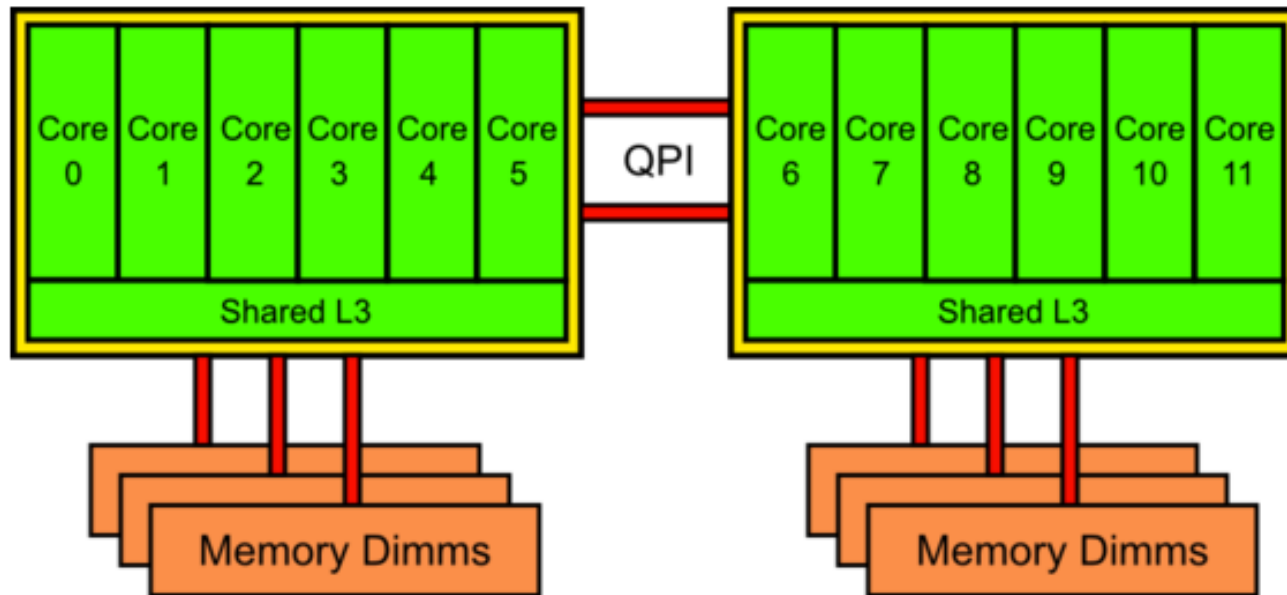 Core 0
Core 1
Core 2
Core 3
Core 4
Core 5
Shared L3
Memory Dimms
QPI
Core 6
Core 7
Core 8
Core 9
Core 10
Core 11
Shared L3
Memory Dimms